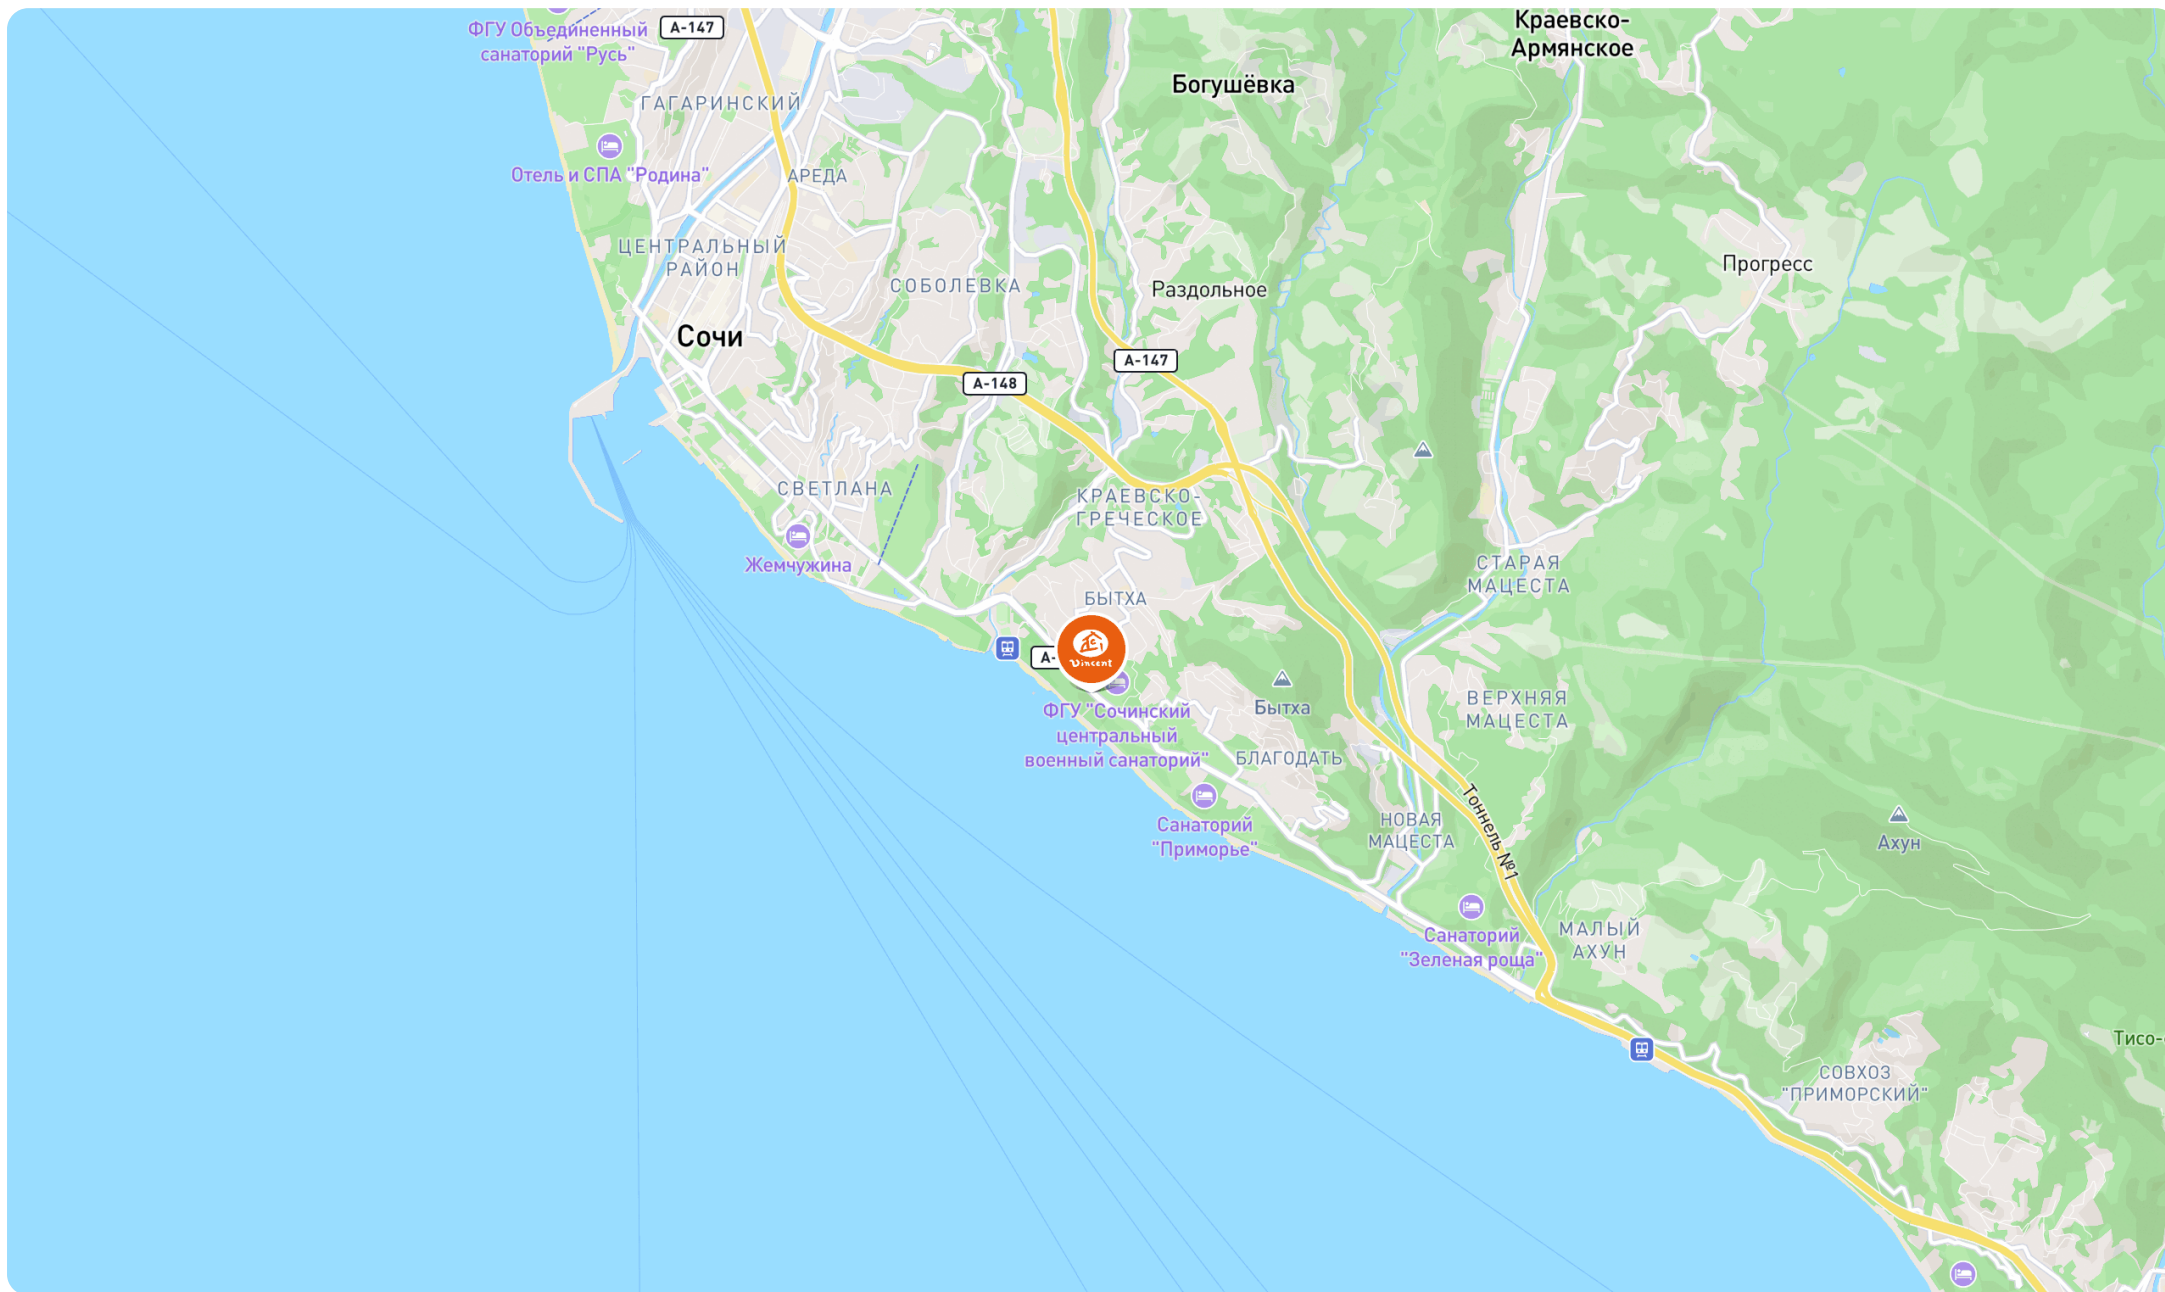 ФГУ Объединенный
санаторий "Русь"
А-147
Краевско-
Армянское
Богушёвка
ГАГАРИНСКИЙ
Отель и СПА "Родина"
АРЕДА
ЦЕНТРАЛЬНЫЙ
РАЙОН
СОБОЛЕВКА
Раздольное
Прогресс
Сочи
А-147
А-148
СВЕТЛАНА
КРАЕВСКО-
ГРЕЧЕСКОЕ
Жемчужина
СТАРАЯ
МАЦЕСТА
БЫТХА
А-
Vincent
ФГУ "Сочинский
центральный
военный санаторий"
Бытха
ВЕРХНЯЯ
МАЦЕСТА
БЛАГОДАТЬ
Санаторий
"Приморье"
НОВАЯ
МАЦЕСТА
Тоннель №1
Ахун
Санаторий
"Зеленая роща"
МАЛЫЙ
АХУН
Тисо-
СОВХОЗ
"ПРИМОРСКИЙ"